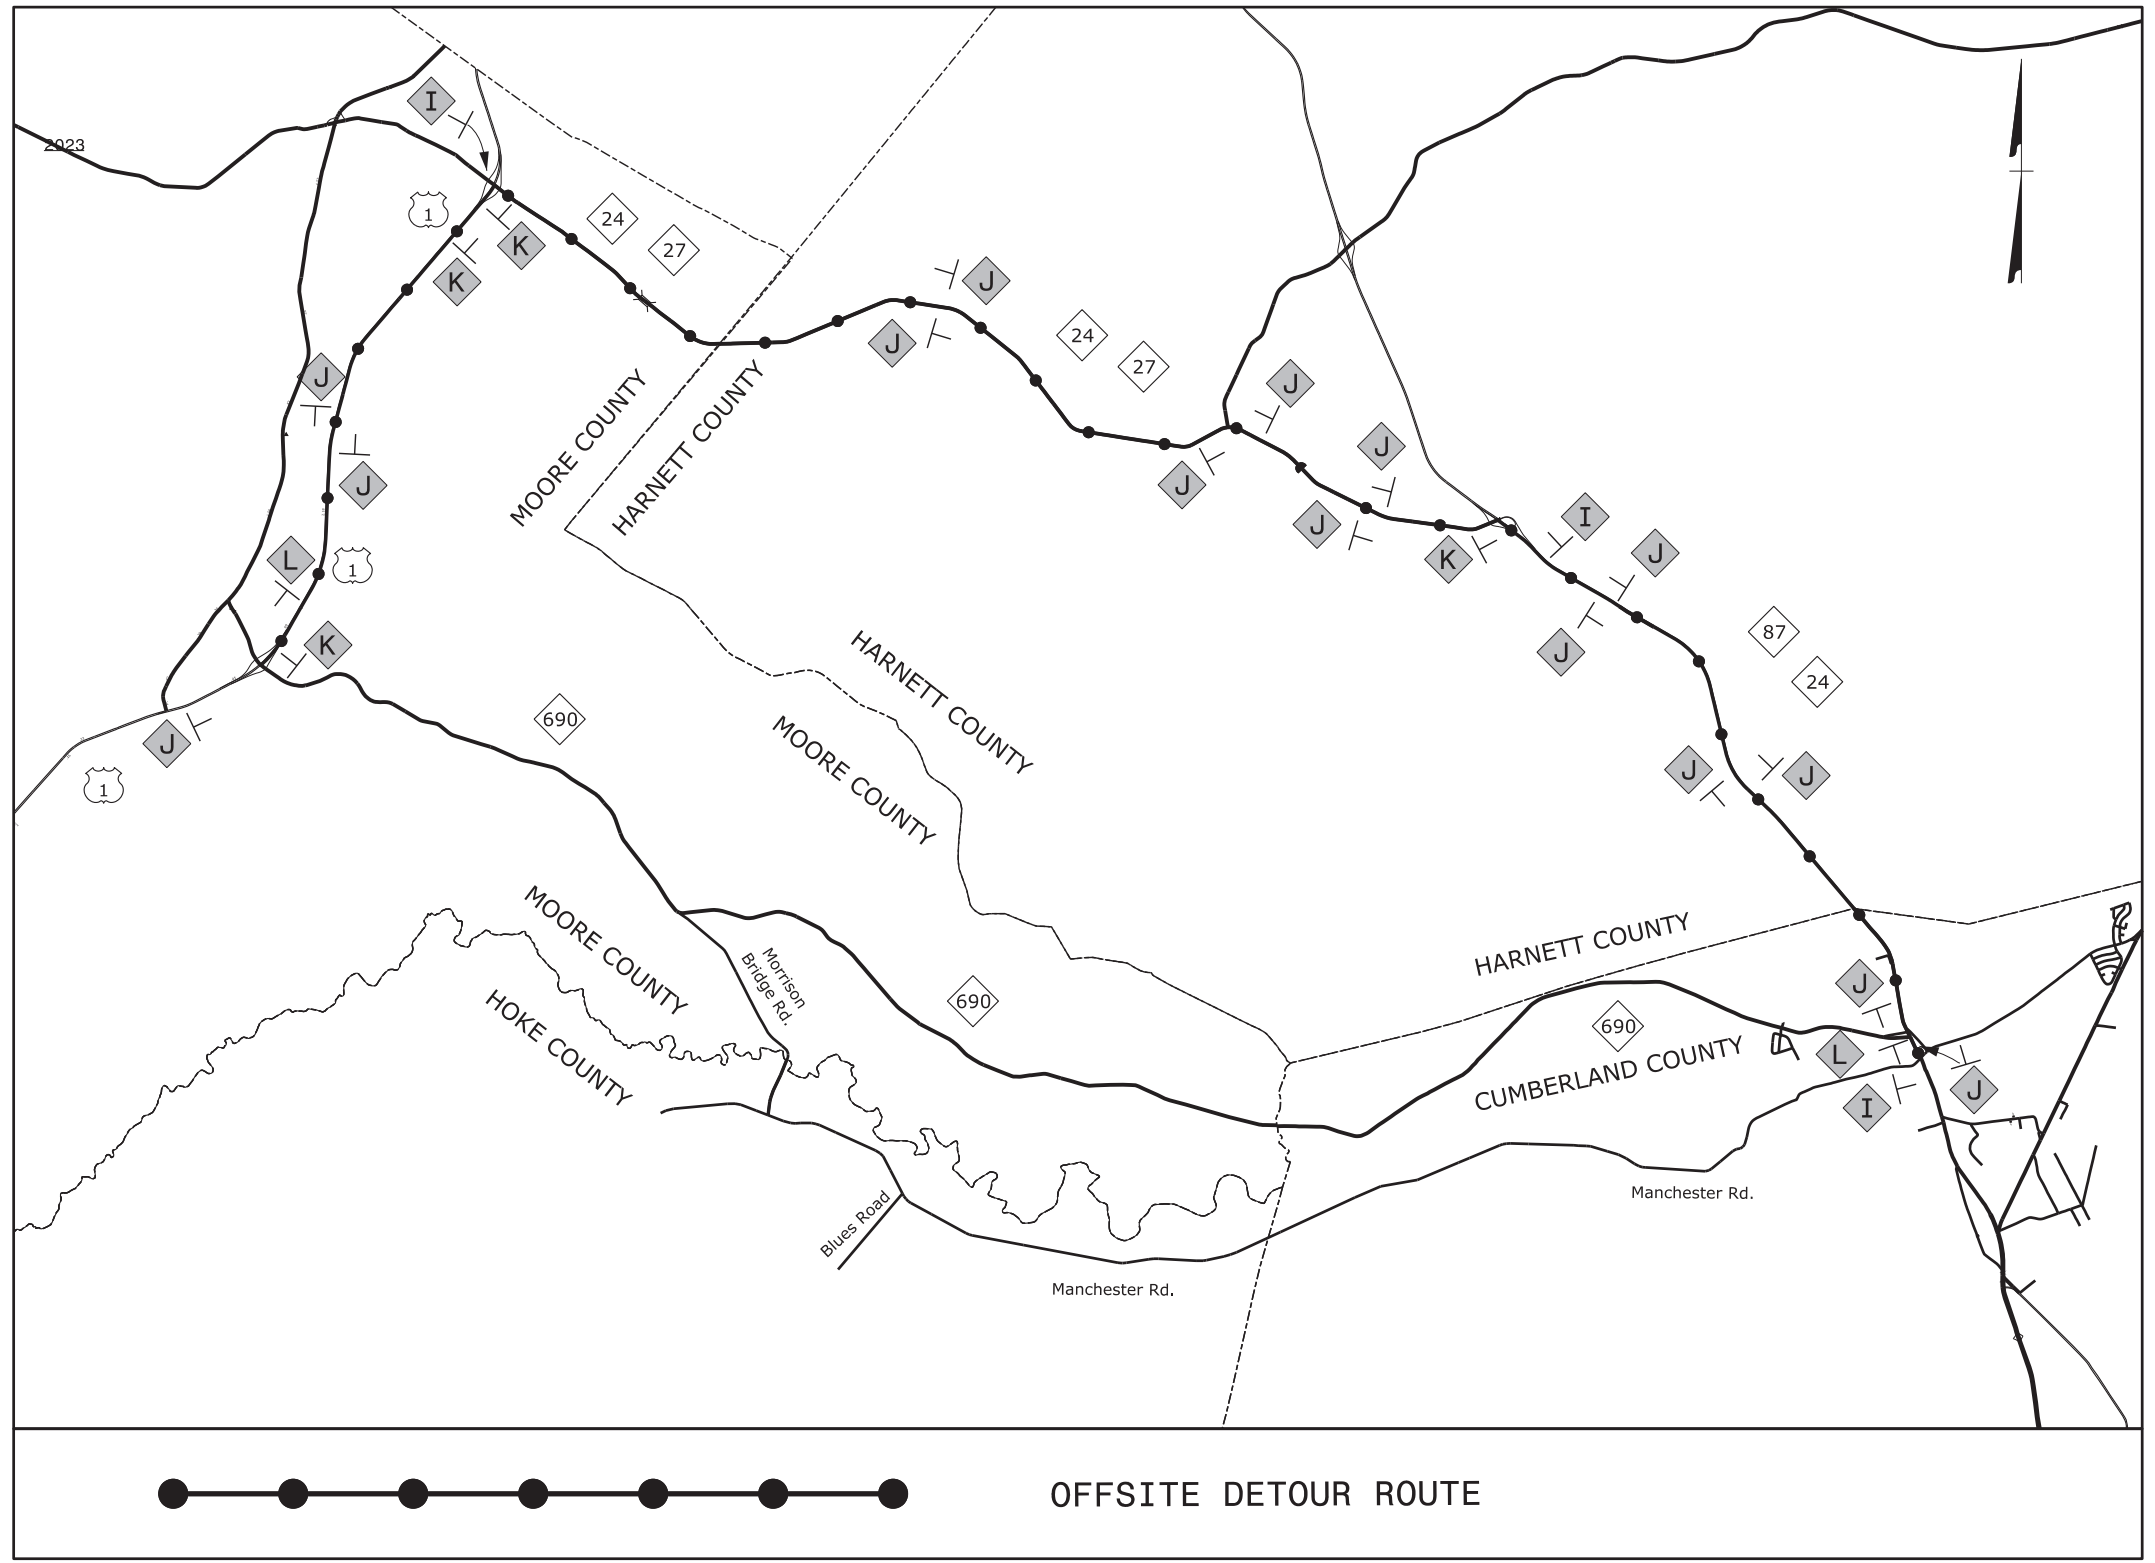 I
2023
1
24
K
27
K
J
J
J
24
27
J
J
J
MOORE COUNTY
HARNETT COUNTY
J
J
J
I
K
J
L
1
J
K
87
24
HARNETT COUNTY
MOORE COUNTY
690
J
1
J
J
MOORE COUNTY
HOKE COUNTY
Morrison
Bridge Rd.
690
HARNETT COUNTY
690
CUMBERLAND COUNTY
J
L
I
J
Blues Road
Manchester Rd.
Manchester Rd.
OFFSITE DETOUR ROUTE